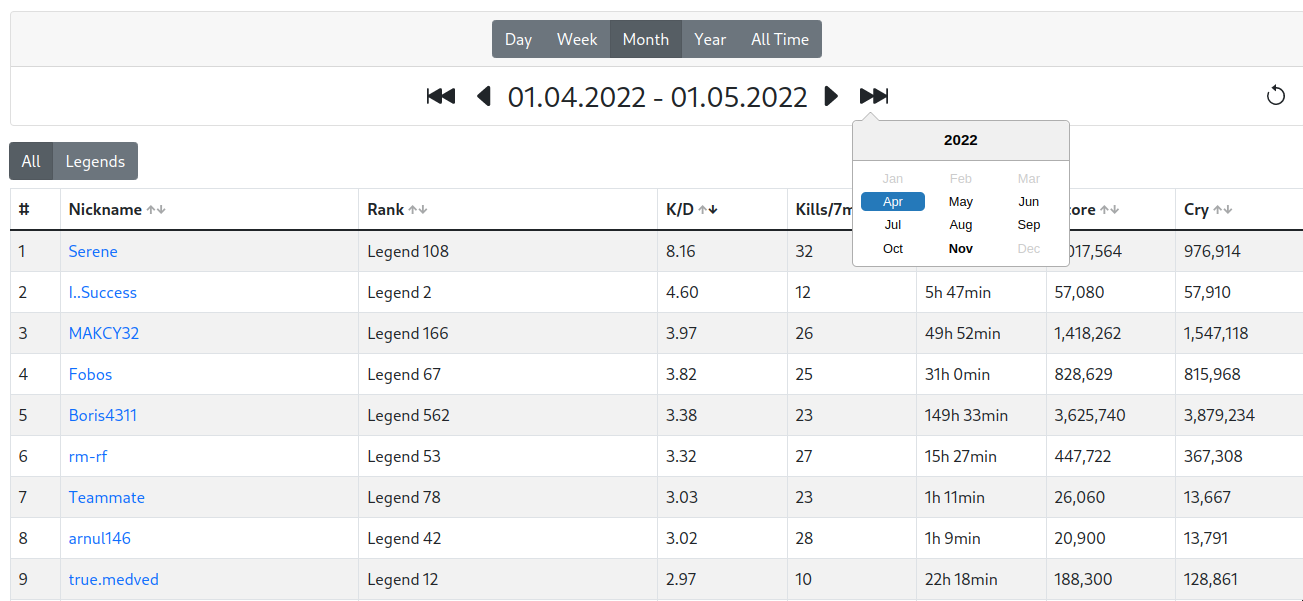 Day Week Month Year All Time
01.04.2022 - 01.05.2022
2022
Jan Feb Mar
Apr May Jun
Jul Aug Sep
Oct Nov Dec
All Legends
# Nickname Rank K/D Cry
1 Serene Legend 108 8.16 32 976,914
2 I..Success Legend 2 4.60 12 5h 47min 57,080 57,910
3 MAKCY32 Legend 166 3.97 26 49h 52min 1,418,262 1,547,118
4 Fobos Legend 67 3.82 25 31h 0min 828,629 815,968
5 Boris4311 Legend 562 3.38 23 149h 33min 3,625,740 3,879,234
6 rm-rf Legend 53 3.32 27 15h 27min 447,722 367,308
7 Teammate Legend 78 3.03 23 1h 11min 26,060 13,667
8 arnul146 Legend 42 3.02 28 1h 9min 20,900 13,791
9 true.medved Legend 12 2.97 10 22h 18min 188,300 128,861